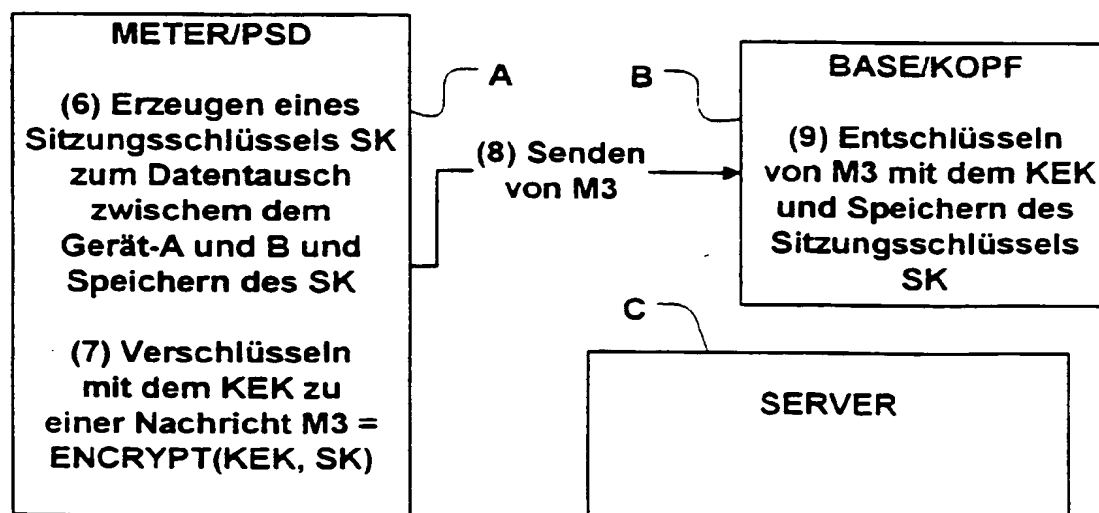 METER/PSD
(6) Erzeugen eines
Sitzungsschlüssels SK
zum Datentausch
zwischem dem
Gerät-A und B und
Speichern des SK
(7) Verschlüsseln
mit dem KEK zu
einer Nachricht M3 =
ENCRYPT(KEK, SK)
A
(8) Senden
von M3
B
BASE/KOPF
(9) Entschlüsseln
von M3 mit dem KEK
und Speichern des
Sitzungsschlüssels
SK
C
SERVER